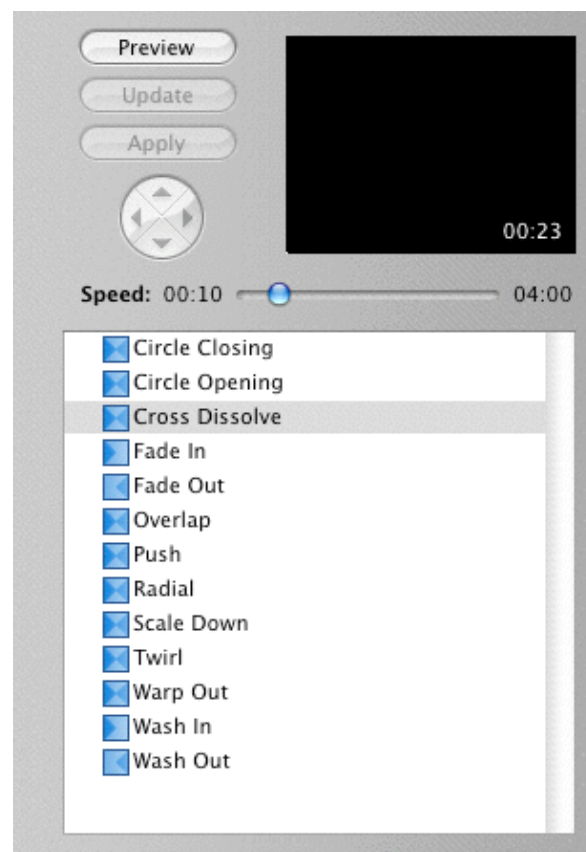 Preview
Update
Apply
00:23
Speed: 00:10 04:00
Circle Closing
Circle Opening
Cross Dissolve
Fade In
Fade Out
Overlap
Push
Radial
Scale Down
Twirl
Warp Out
Wash In
Wash Out